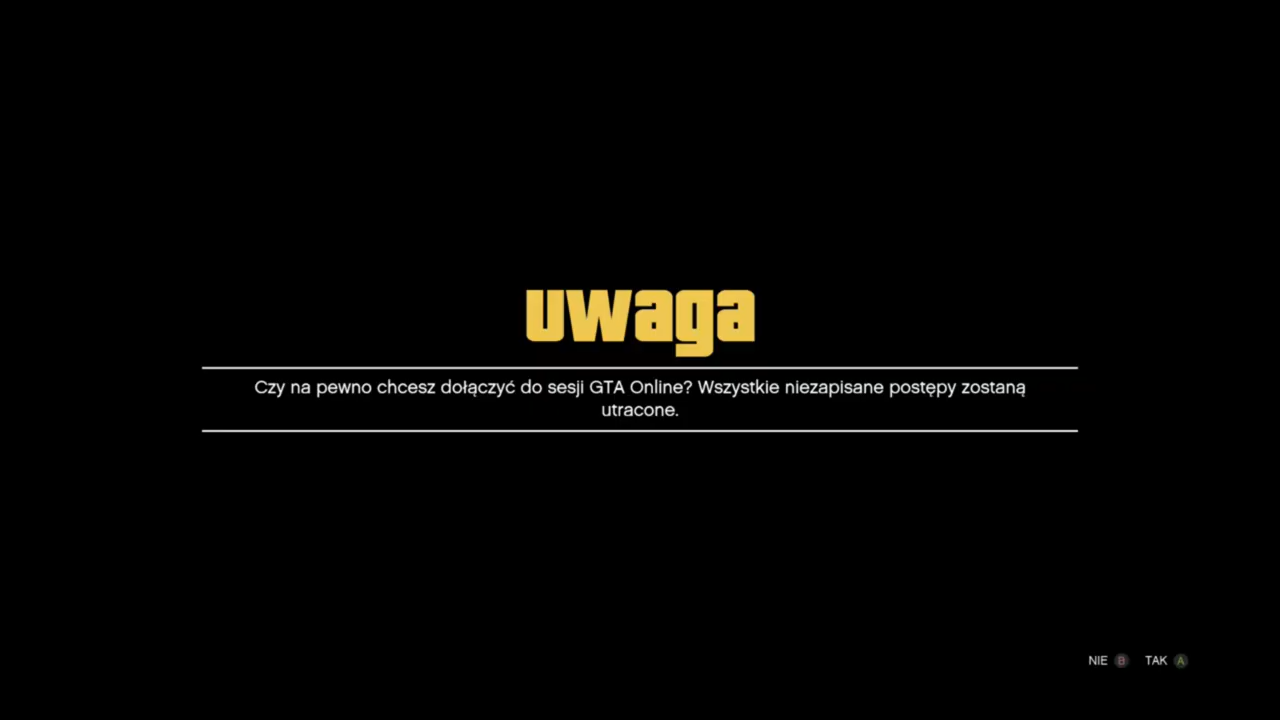 uwaga
Czy na pewno chcesz dołączyć do sesji GTA Online? Wszystkie niezapisane postępy zostaną
utracone.
NIE B TAK A